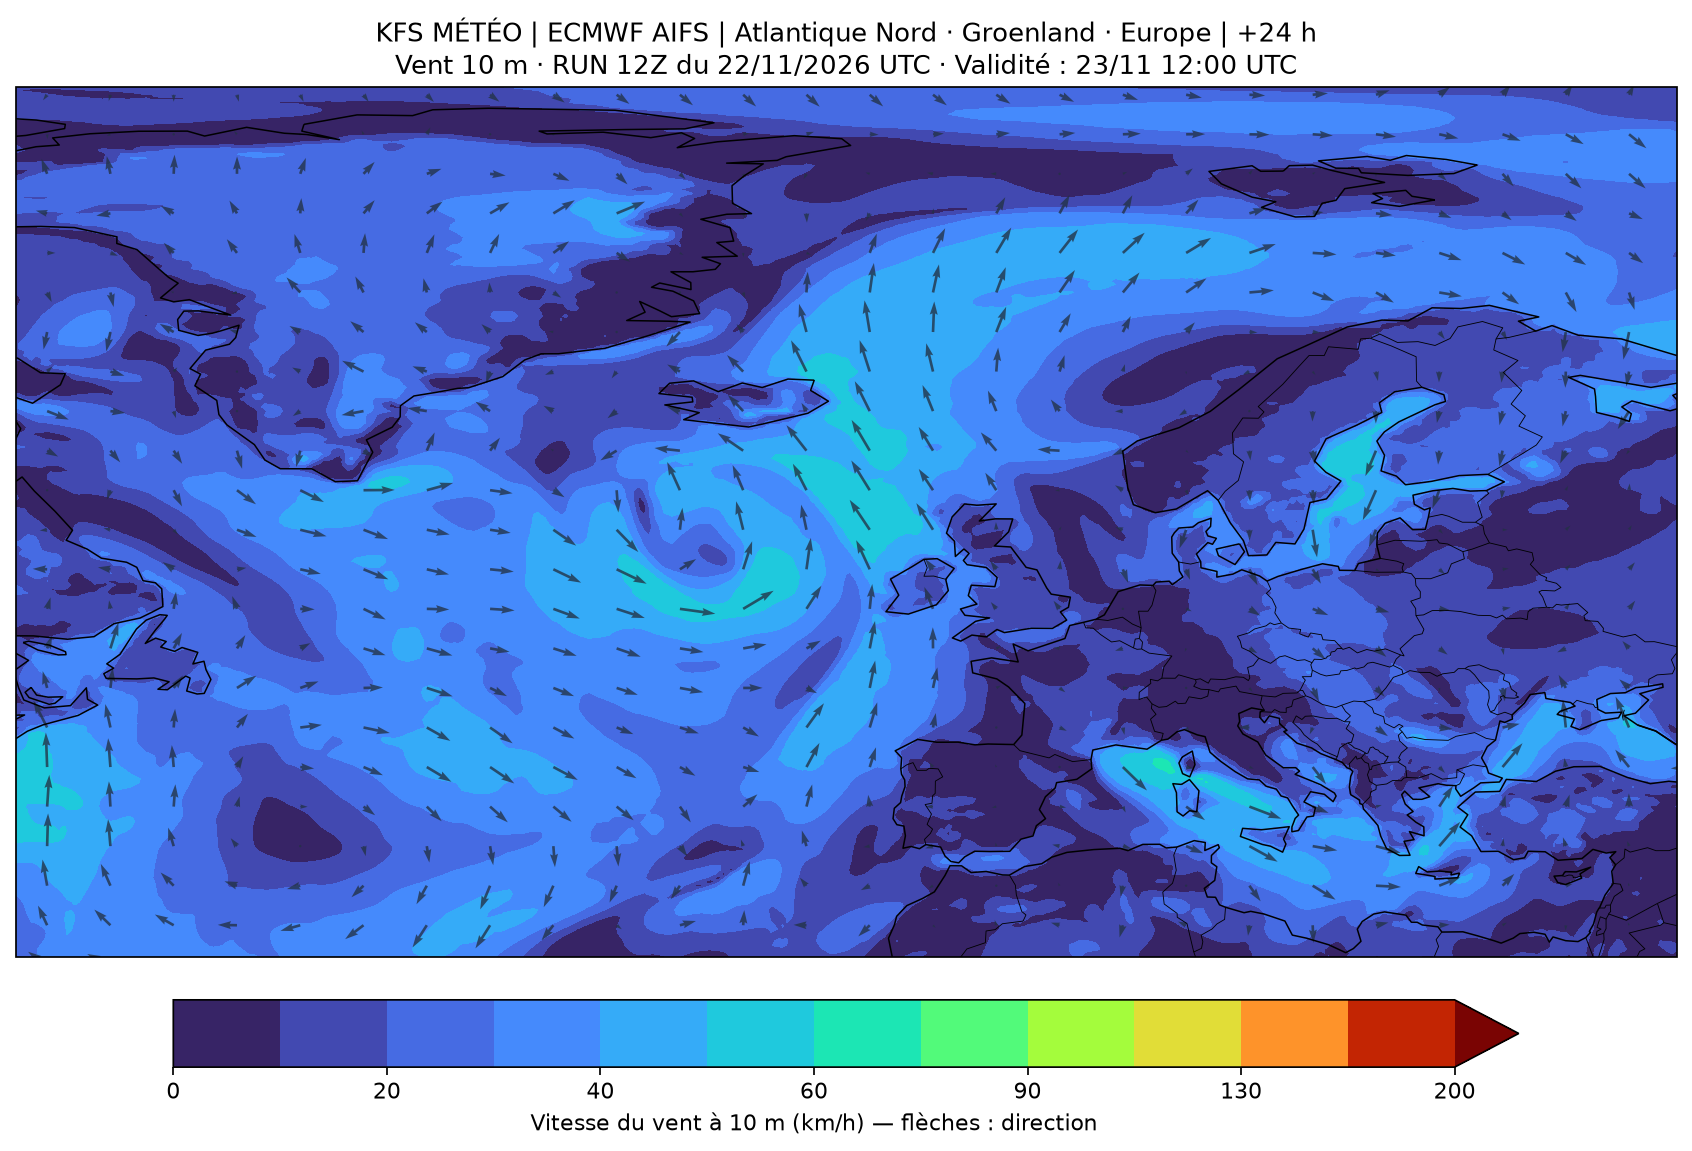 KFS MÉTÉO | ECMWF AIFS | Atlantique Nord · Groenland · Europe | +24 h
Vent 10 m · RUN 12Z du 22/11/2026 UTC · Validité : 23/11 12:00 UTC
0 20 40 60 90 130 200
Vitesse du vent à 10 m (km/h) — flèches : direction